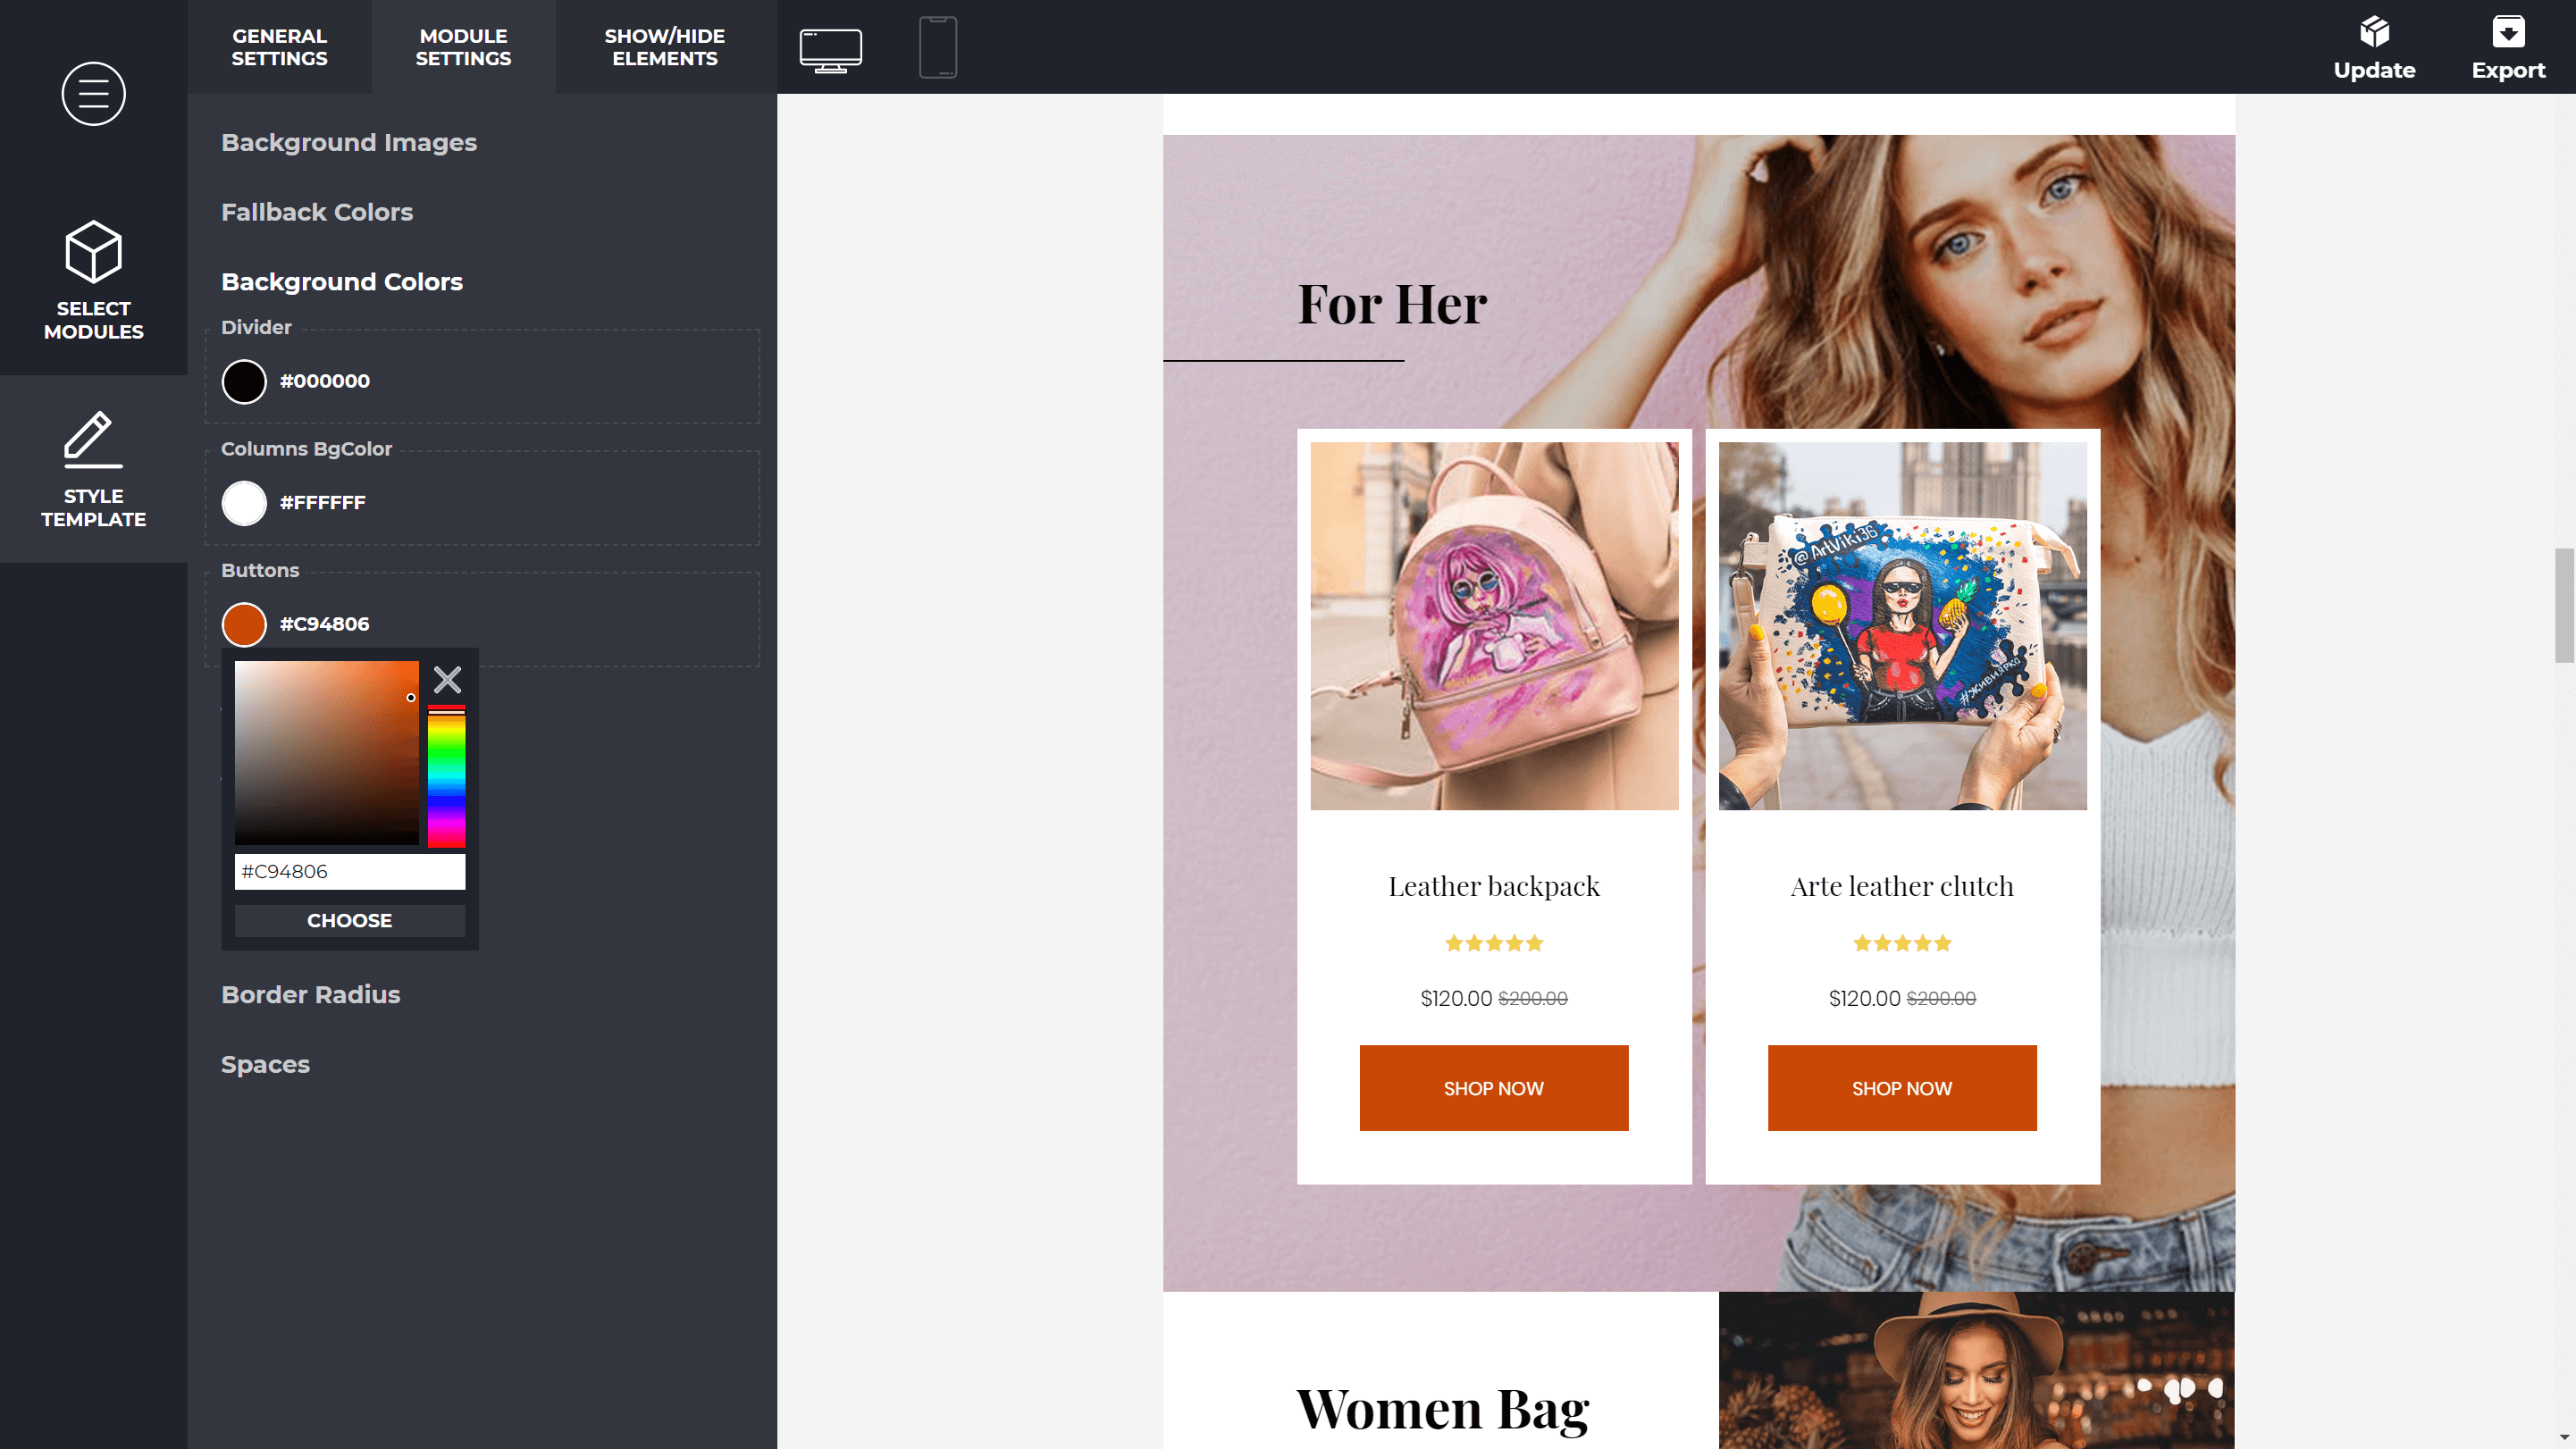 GENERAL
SETTINGS
MODULE
SETTINGS
SHOW/HIDE
ELEMENTS
Update
Export
SELECT
MODULES
STYLE
TEMPLATE
Background Images
Fallback Colors
Background Colors
Divider
#000000
Columns BgColor
#FFFFFF
Buttons
#C94806
#C94806
CHOOSE
Border Radius
Spaces
For Her
@ArtViki36
#ЖИВИЯРКО
Leather backpack
$120.00 $200.00
SHOP NOW
Arte leather clutch
$120.00 $200.00
SHOP NOW
Women Bag